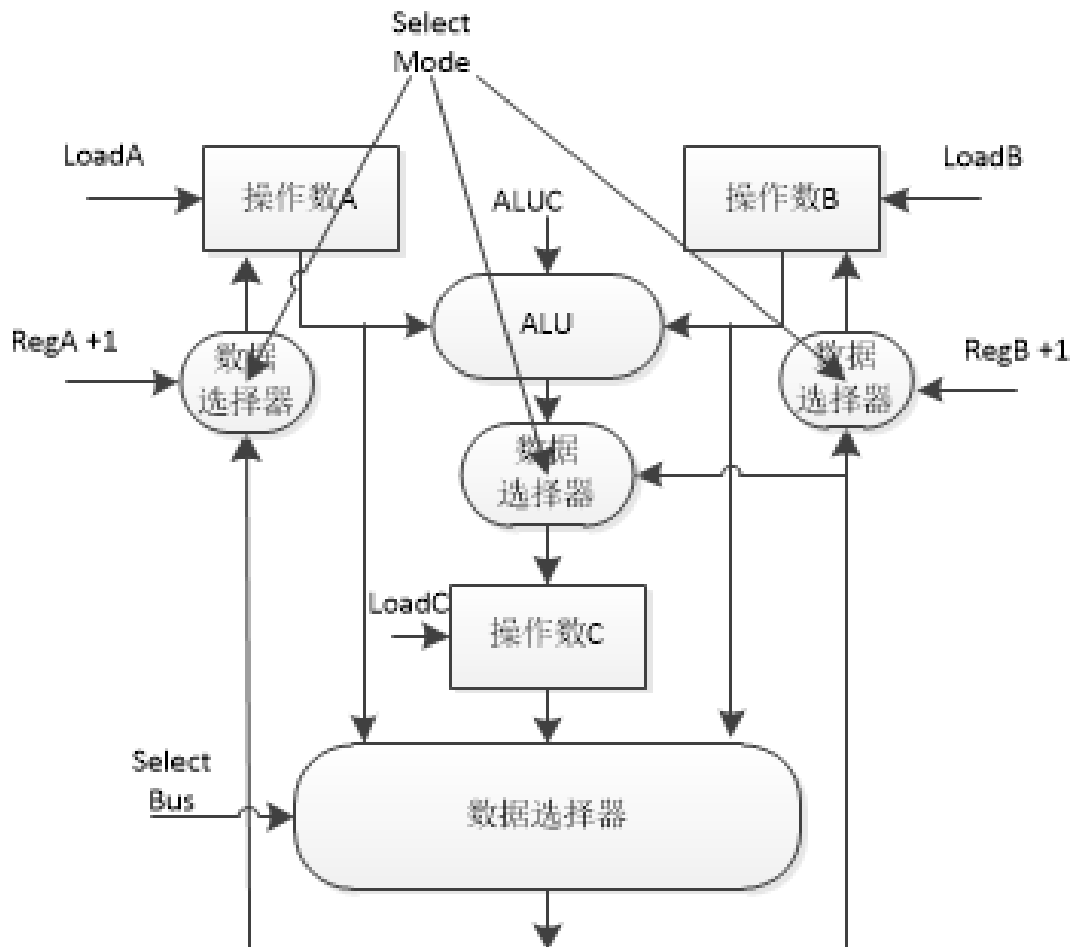 Select
Mode
LoadA
操作数A
ALUC
操作数B
LoadB
ALU
RegA +1
数据
选择器
数据
选择器
RegB +1
数据
选择器
LoadC
操作数C
Select
Bus
数据选择器